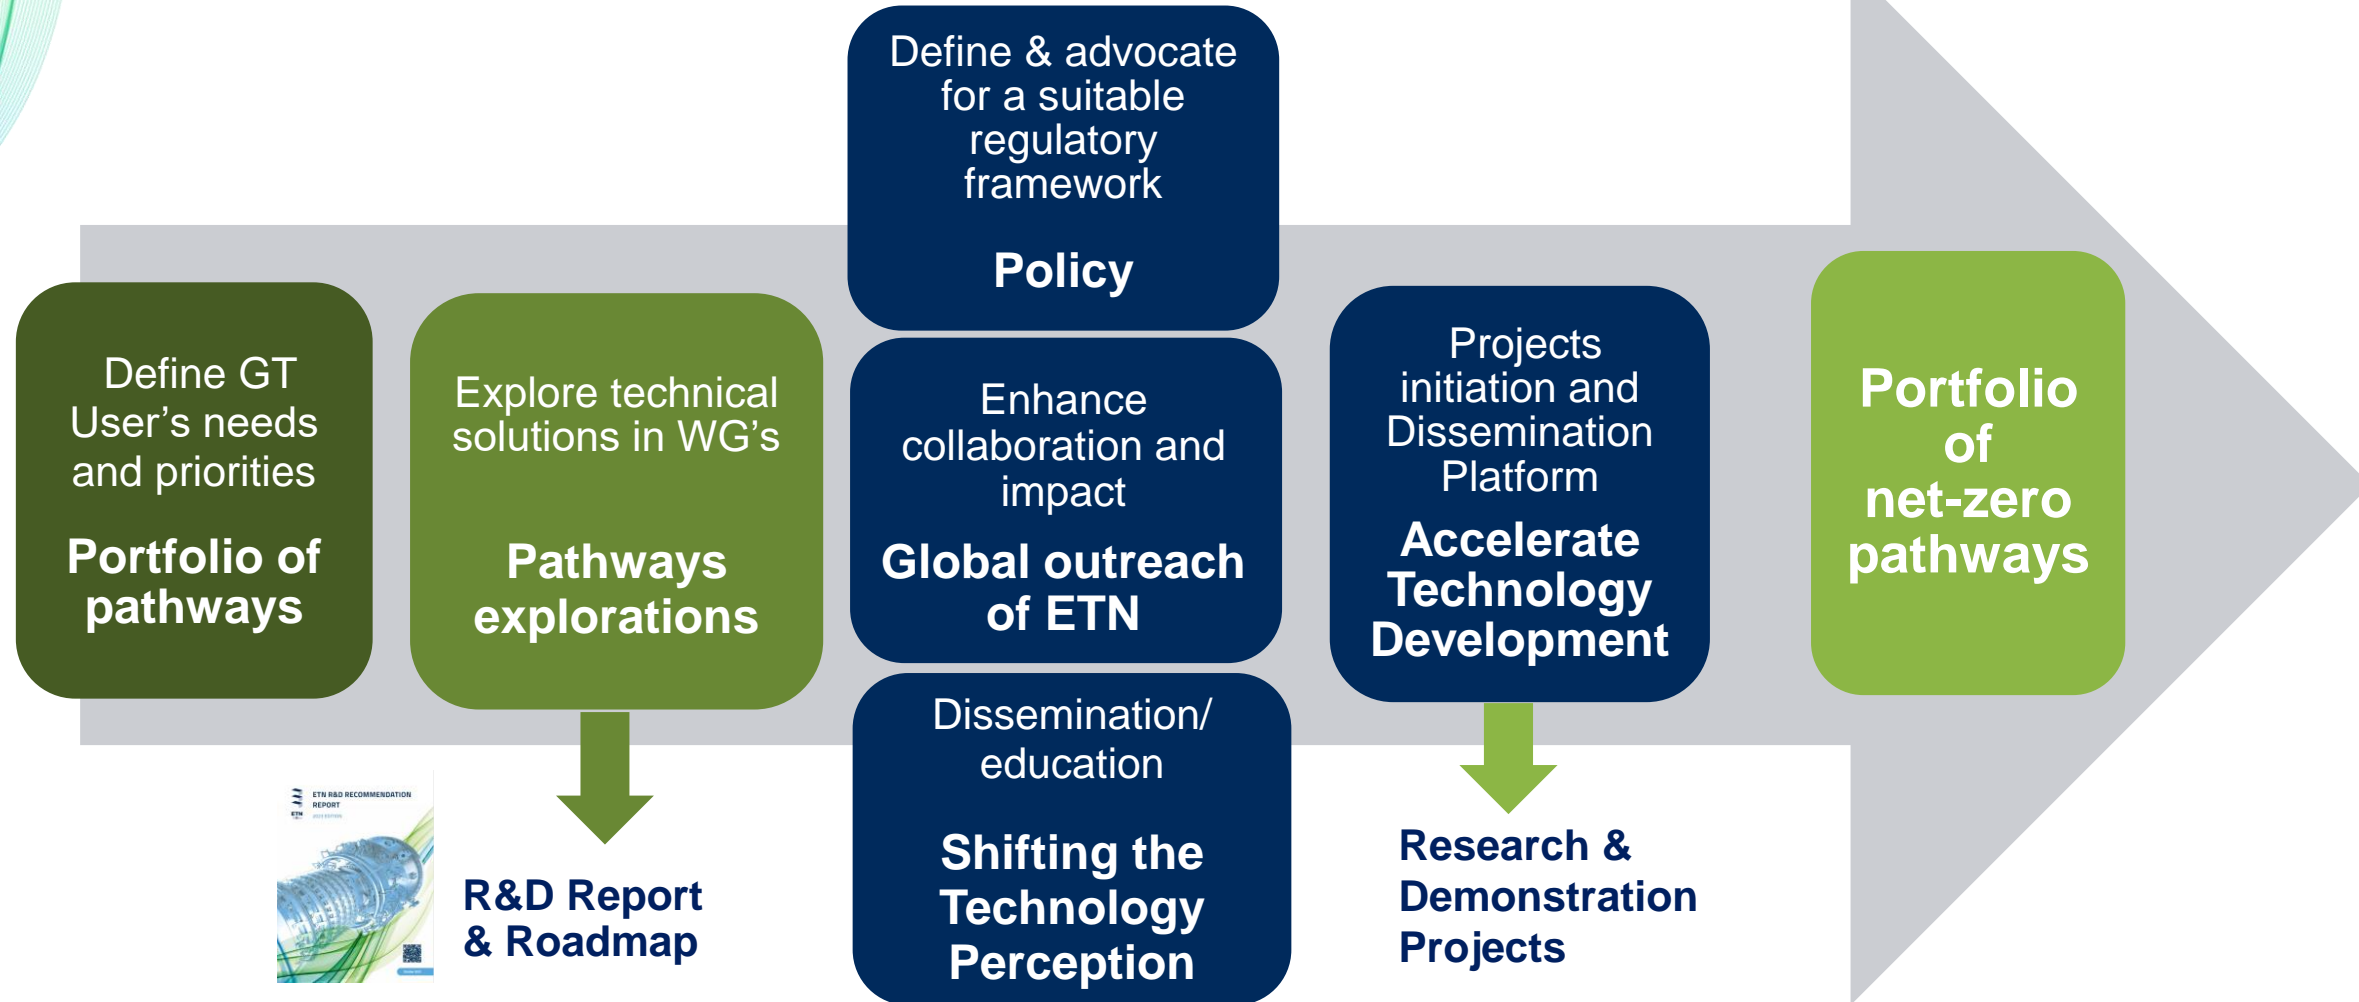 Define GT
User's needs
and priorities
Portfolio of
pathways
Explore technical
solutions in WG's
Pathways
explorations
Define & advocate
for a suitable
regulatory
framework
Policy
Enhance
collaboration and
impact
Global outreach
of ETN
Dissemination/
education
Shifting the
Technology
Perception
Projects
initiation and
Dissemination
Platform
Accelerate
Technology
Development
Portfolio
of
net-zero
pathways
ETN R&D RECOMMENDATION
REPORT
ETN
R&D Report
& Roadmap
Research &
Demonstration
Projects